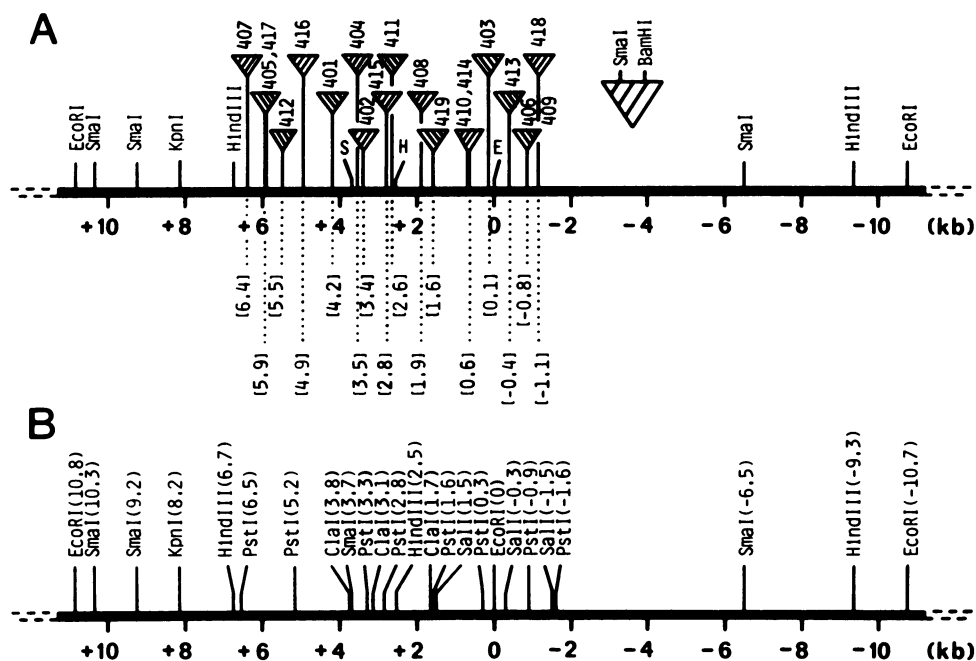 A
407
405,417
412
416
401
404
402
415
411
408
419
410,414
403
413
406
418
409
SmaI
BamHI
EcoRI
SmaI
SmaI
KpnI
HindIII
S
H
E
SmaI
HindIII
EcoRI
+10 +8 +6 +4 +2 0 -2 -4 -6 -8 -10 (kb)
[6.4]
[5.5]
[4.2]
[3.4]
[2.6]
[1.6]
[0.1]
[-0.8]
[5.9]
[4.9]
[3.5]
[2.8]
[1.9]
[0.6]
[-0.4]
[-1.1]
B
EcoRI(10.8)
SmaI(10.3)
SmaI(9.2)
KpnI(8.2)
HindIII(6.7)
PstI(6.5)
PstI(5.2)
ClaI(3.8)
SmaI(3.7)
PstI(3.3)
ClaI(3.1)
PstI(2.8)
HindIII(2.5)
ClaI(1.7)
PstI(1.6)
SalI(1.5)
PstI(0.3)
EcoRI(0)
SalI(-0.3)
PstI(-0.9)
SalI(-1.5)
PstI(-1.6)
SmaI(-6.5)
HindIII(-9.3)
EcoRI(-10.7)
+10 +8 +6 +4 +2 0 -2 -4 -6 -8 -10 (kb)